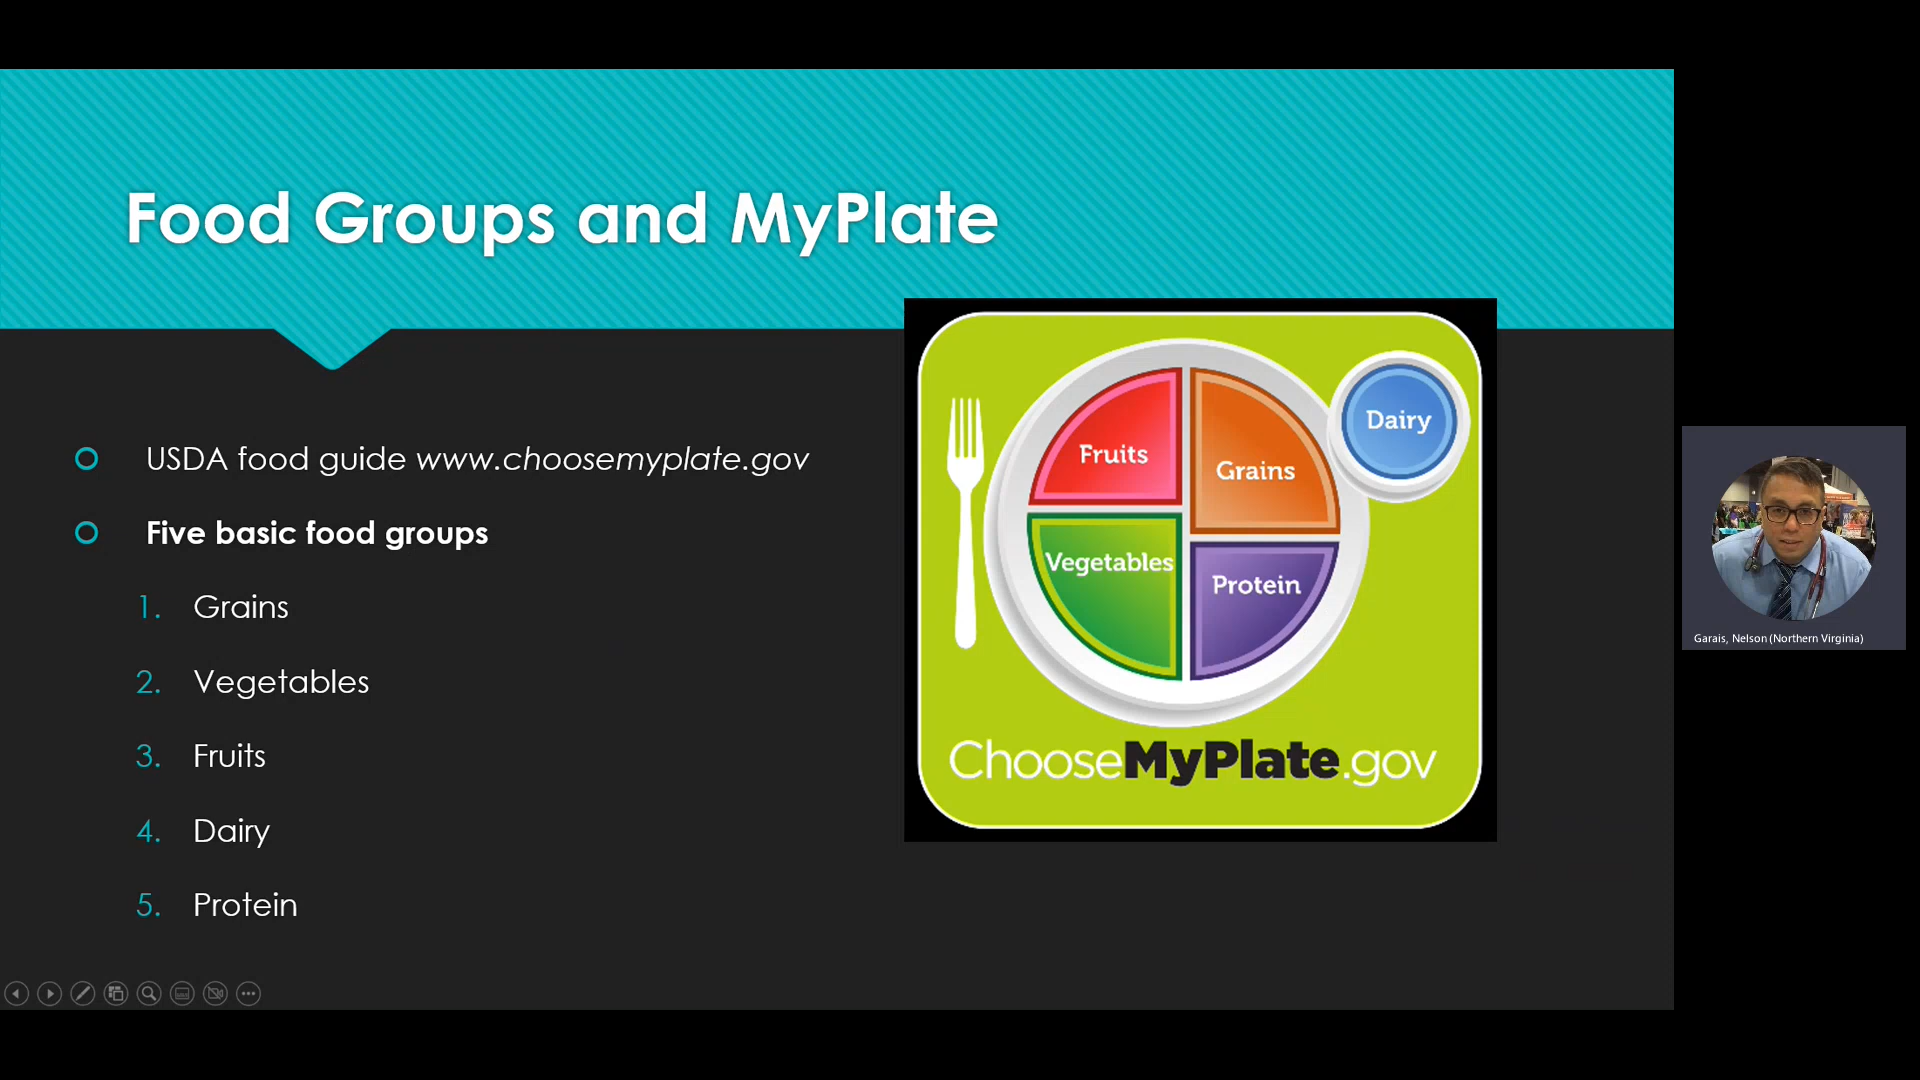 Food Groups and MyPlate
USDA food guide www.choosemyplate.gov
Five basic food groups
1. Grains
2. Vegetables
3. Fruits
4. Dairy
5. Protein
Fruits
Grains
Dairy
Vegetables
Protein
ChooseMyPlate.gov
Garais, Nelson (Northern Virginia)